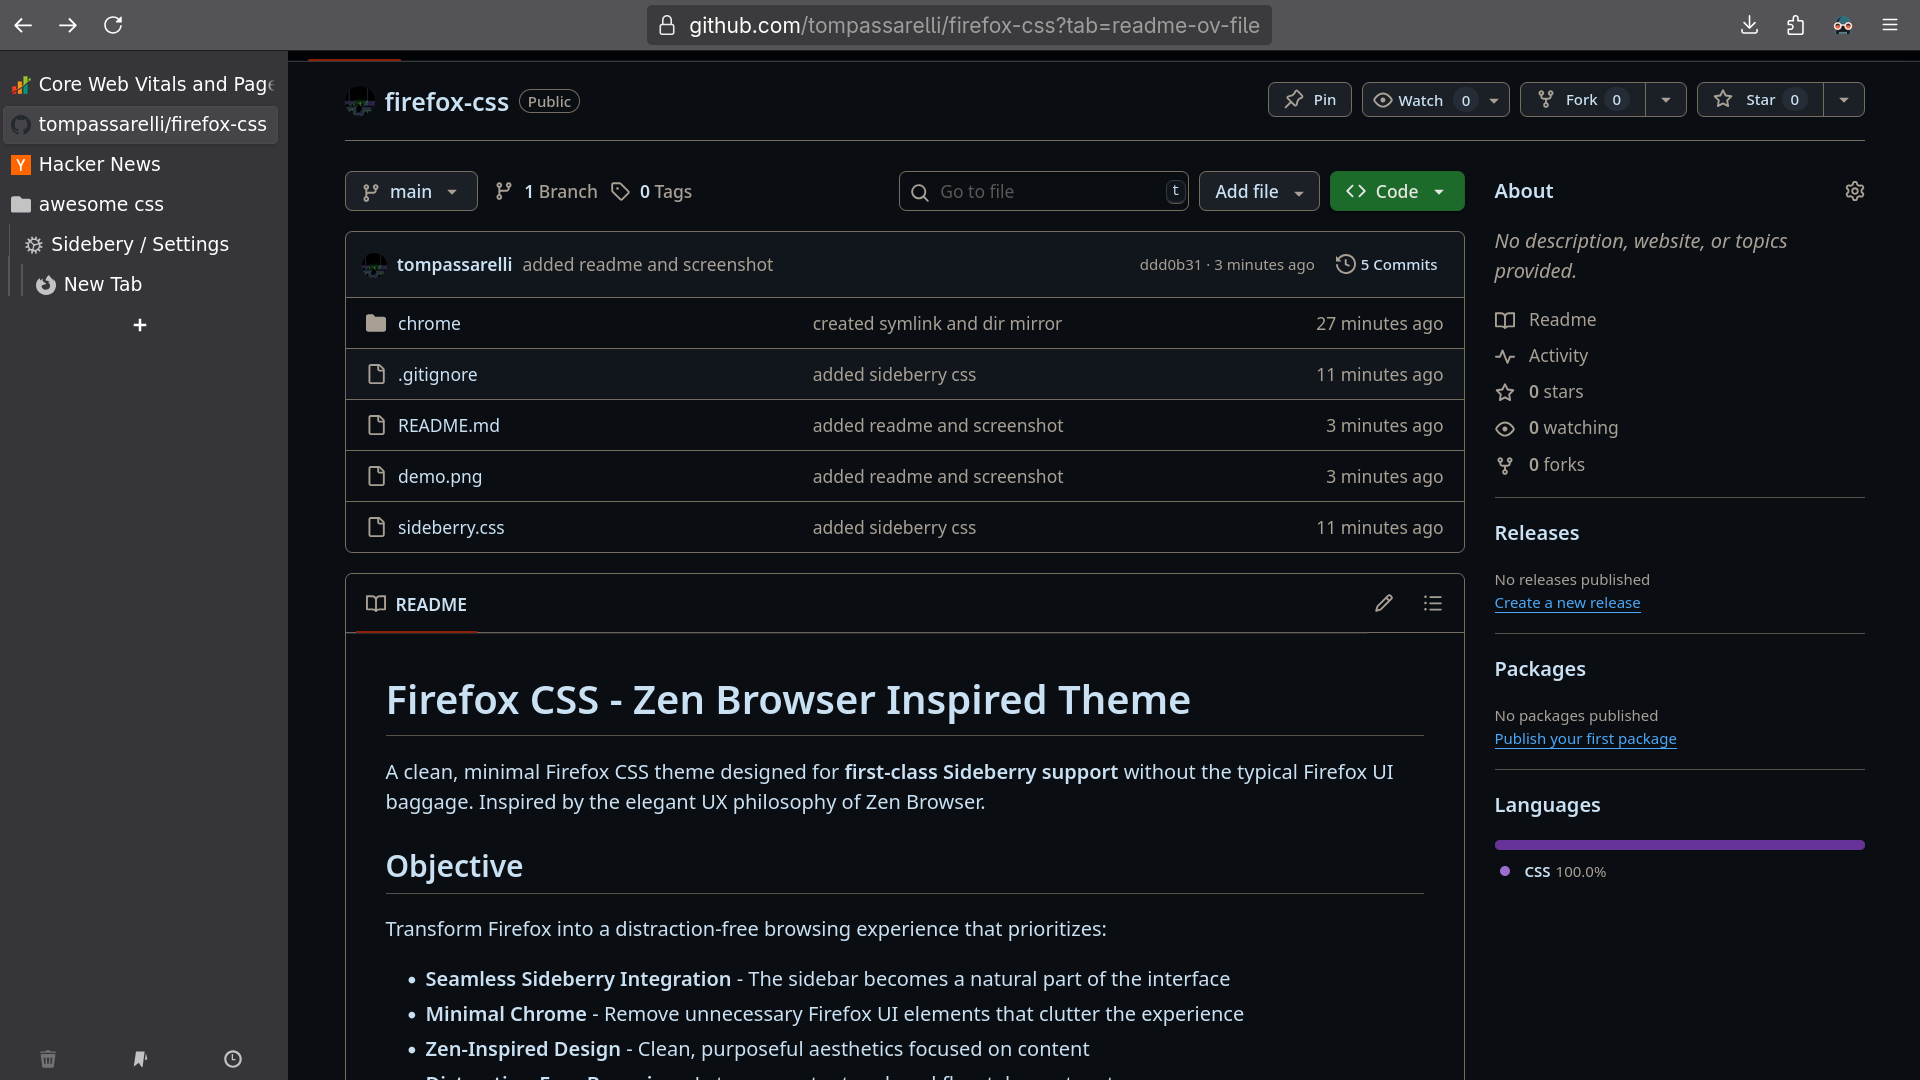 github.com/tompassarelli/firefox-css?tab=readme-ov-file
Core Web Vitals and Page
tompassarelli/firefox-css
Hacker News
awesome css
Sidebery / Settings
New Tab
+
firefox-css Public
Pin
Watch 0
Fork 0
Star 0
main
1 Branch
0 Tags
Go to file t
Add file
Code
tompassarelli added readme and screenshot ddd0b31 · 3 minutes ago 5 Commits
chrome created symlink and dir mirror 27 minutes ago
.gitignore added sideberry css 11 minutes ago
README.md added readme and screenshot 3 minutes ago
demo.png added readme and screenshot 3 minutes ago
sideberry.css added sideberry css 11 minutes ago
README
Firefox CSS - Zen Browser Inspired Theme
A clean, minimal Firefox CSS theme designed for first-class Sideberry support without the typical Firefox UI
baggage. Inspired by the elegant UX philosophy of Zen Browser.
Objective
Transform Firefox into a distraction-free browsing experience that prioritizes:
• Seamless Sideberry Integration - The sidebar becomes a natural part of the interface
• Minimal Chrome - Remove unnecessary Firefox UI elements that clutter the experience
• Zen-Inspired Design - Clean, purposeful aesthetics focused on content
About
No description, website, or topics
provided.
Readme
Activity
0 stars
0 watching
0 forks
Releases
No releases published
Create a new release
Packages
No packages published
Publish your first package
Languages
CSS 100.0%